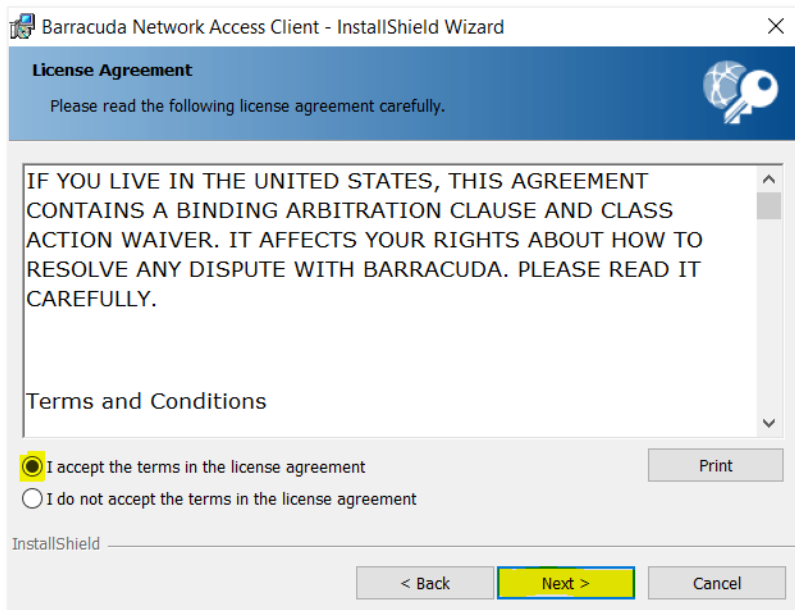 Barracuda Network Access Client - InstallShield Wizard
License Agreement
Please read the following license agreement carefully.
IF YOU LIVE IN THE UNITED STATES, THIS AGREEMENT
CONTAINS A BINDING ARBITRATION CLAUSE AND CLASS
ACTION WAIVER. IT AFFECTS YOUR RIGHTS ABOUT HOW TO
RESOLVE ANY DISPUTE WITH BARRACUDA. PLEASE READ IT
CAREFULLY.
Terms and Conditions
I accept the terms in the license agreement
Print
I do not accept the terms in the license agreement
InstallShield
< Back Next > Cancel